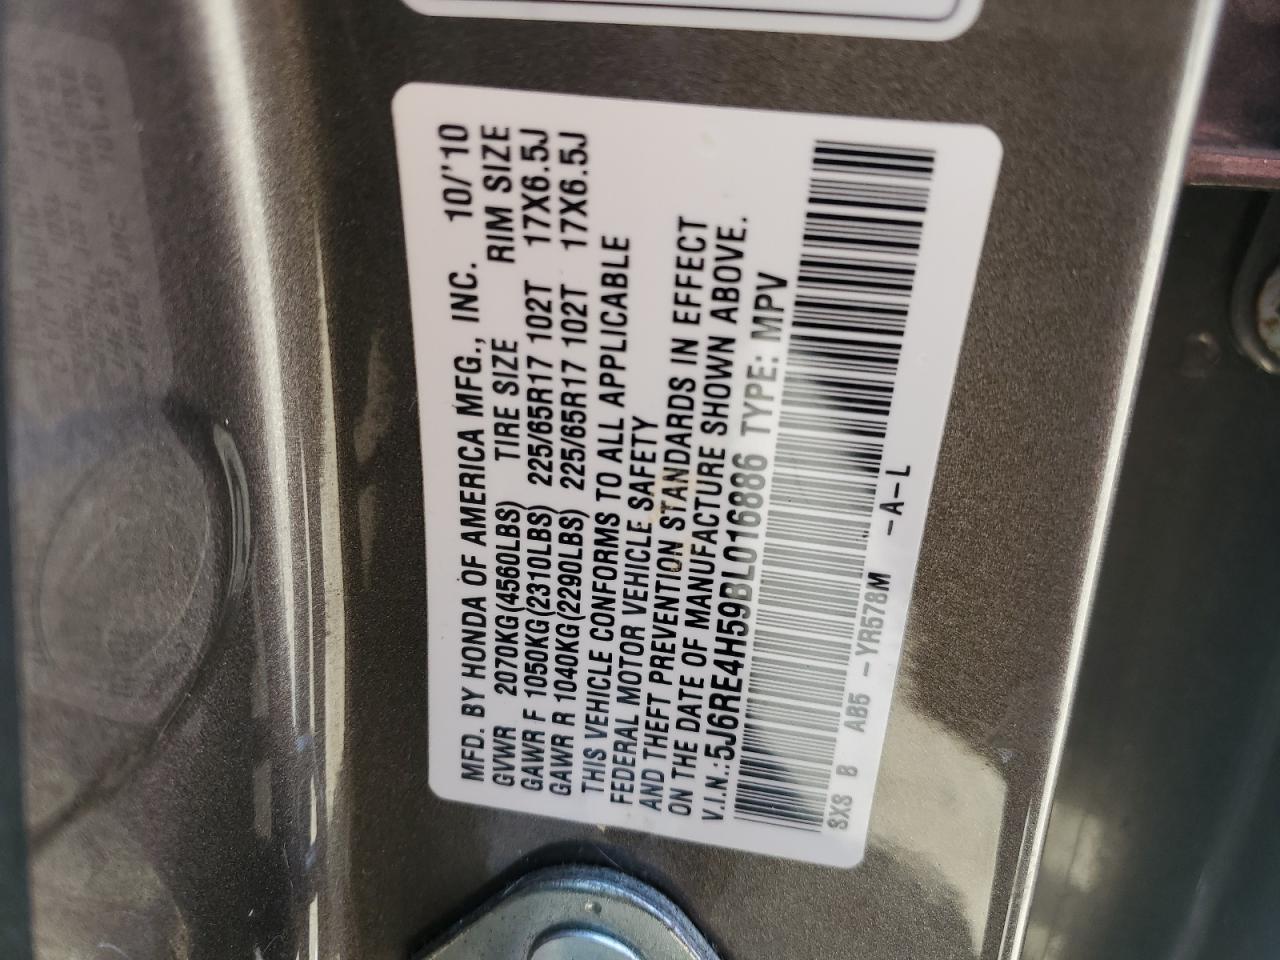 MFD. BY HONDA OF AMERICA MFG., INC. 10/'10
GVWR 2070KG(4560LBS) TIRE SIZE RIM SIZE
GAWR F 1050KG(2310LBS) 225/65R17 102T 17X6.5J
GAWR R 1040KG(2290LBS) 225/65R17 102T 17X6.5J
THIS VEHICLE CONFORMS TO ALL APPLICABLE
FEDERAL MOTOR VEHICLE SAFETY
AND THEFT PREVENTION STANDARDS IN EFFECT
ON THE DATE OF MANUFACTURE SHOWN ABOVE.
V.I.N.:5J6RE4H59BL016886 TYPE: MPV
SXS B AB5 -YR578M -A-L